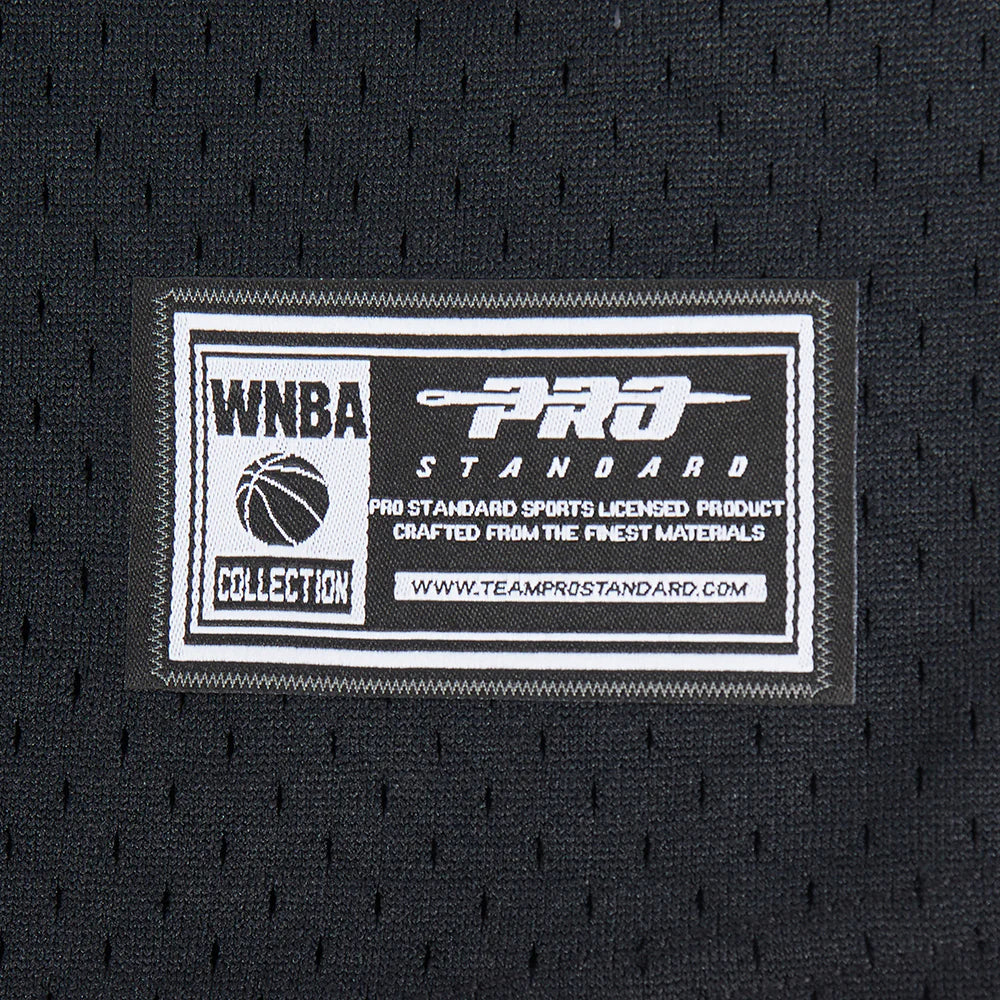 WNBA
COLLECTION
PRO
STANDARD
PRO STANDARD SPORTS LICENSED PRODUCT
CRAFTED FROM THE FINEST MATERIALS
WWW.TEAMPROSTANDARD.COM